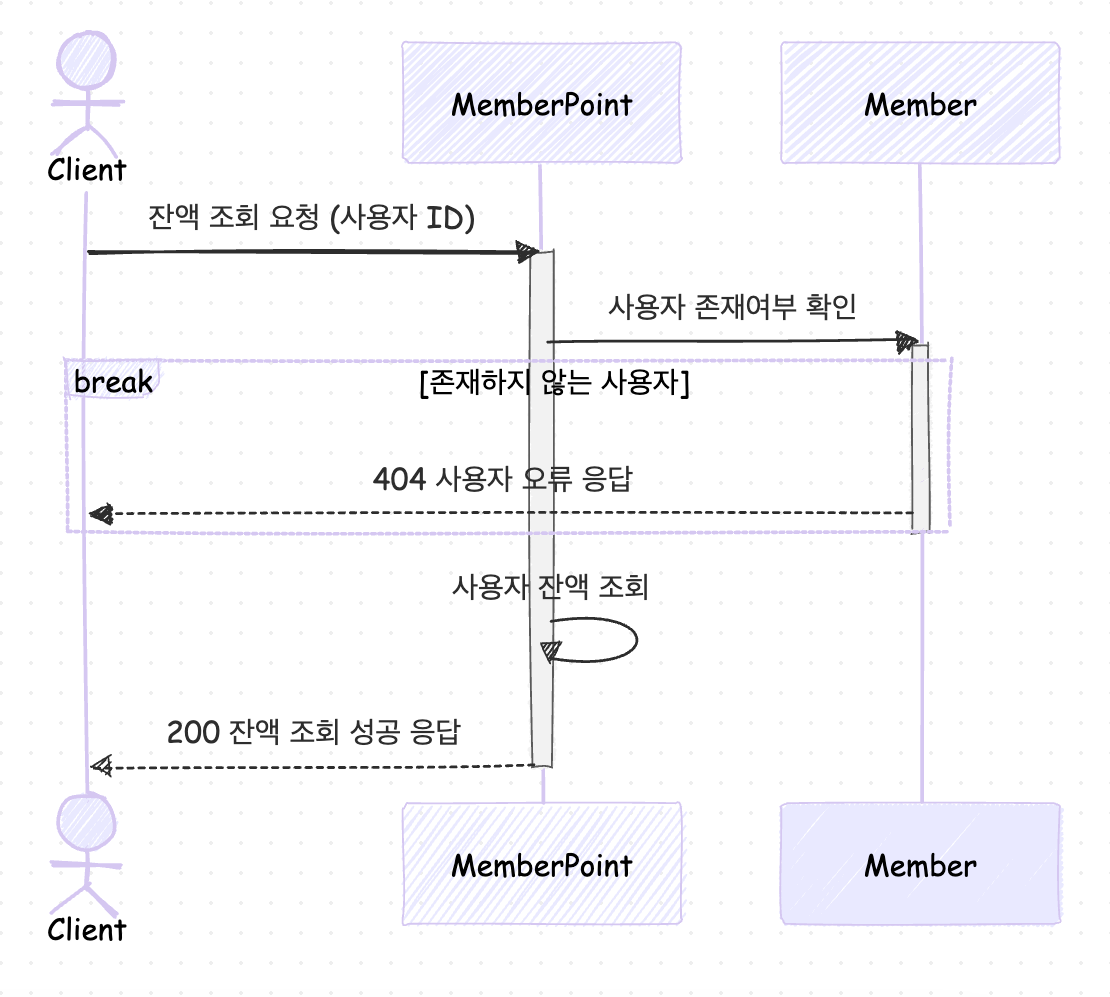 Client
MemberPoint
Member
잔액 조회 요청 (사용자 ID)
사용자 존재여부 확인
break
[존재하지 않는 사용자]
404 사용자 오류 응답
사용자 잔액 조회
200 잔액 조회 성공 응답
Client
MemberPoint
Member